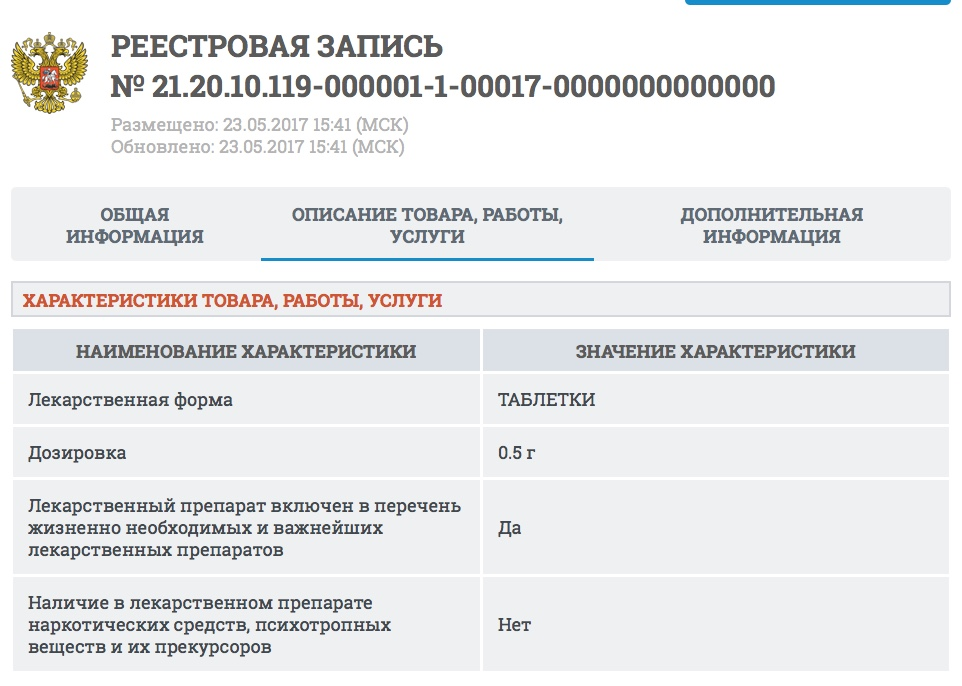 РЕЕСТРОВАЯ ЗАПИСЬ
№ 21.20.10.119-000001-1-00017-0000000000000
Размещено: 23.05.2017 15:41 (МСК)
Обновлено: 23.05.2017 15:41 (МСК)
ОБЩАЯ
ИНФОРМАЦИЯ
ОПИСАНИЕ ТОВАРА, РАБОТЫ,
УСЛУГИ
ДОПОЛНИТЕЛЬНАЯ
ИНФОРМАЦИЯ
ХАРАКТЕРИСТИКИ ТОВАРА, РАБОТЫ, УСЛУГИ
НАИМЕНОВАНИЕ ХАРАКТЕРИСТИКИ
ЗНАЧЕНИЕ ХАРАКТЕРИСТИКИ
Лекарственная форма
ТАБЛЕТКИ
Дозировка
0.5 г
Лекарственный препарат включен в перечень
жизненно необходимых и важнейших
лекарственных препаратов
Да
Наличие в лекарственном препарате
наркотических средств, психотропных
веществ и их прекурсоров
Нет